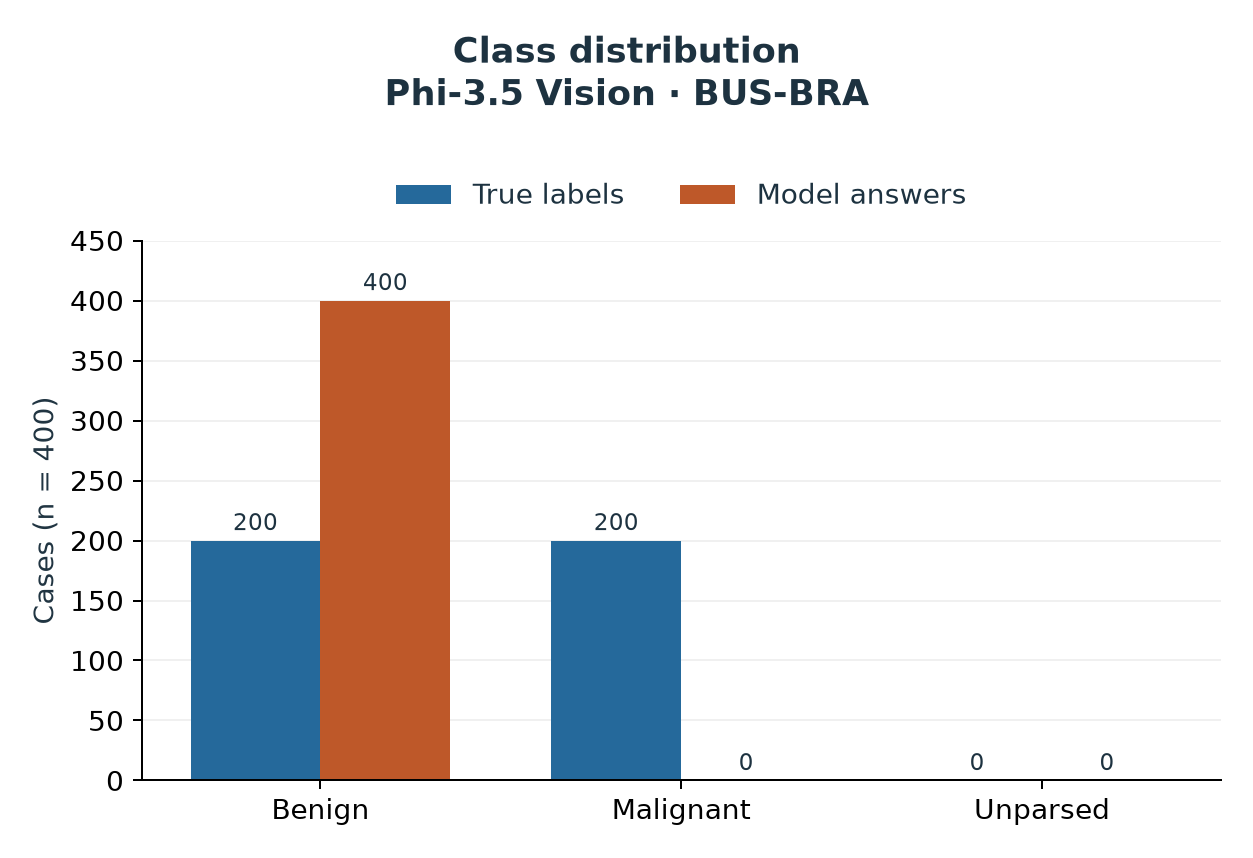 Class distribution
Phi-3.5 Vision · BUS-BRA
True labels
Model answers
450
400
350
300
250
200
150
100
50
0
Cases (n = 400)
200
400
200
0
0
0
Benign
Malignant
Unparsed